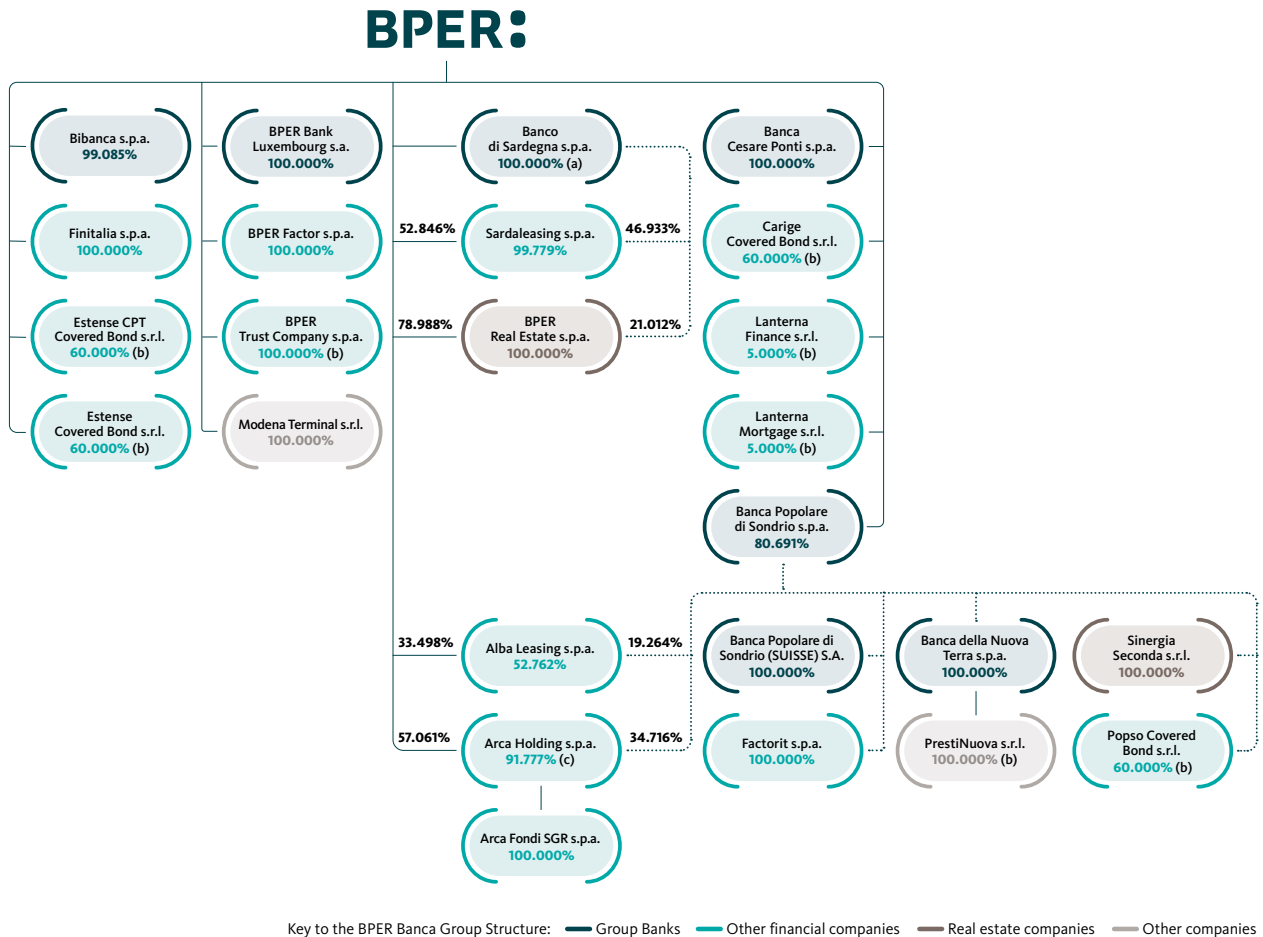 BPER:
Bibanca s.p.a.
99.085%
BPER Bank
Luxembourg s.a.
100.000%
Banco
di Sardegna s.p.a.
100.000% (a)
Banca
Cesare Ponti s.p.a.
100.000%
Finitalia s.p.a.
100.000%
BPER Factor s.p.a.
100.000%
52.846%
Sardaleasing s.p.a.
99.779%
46.933%
Carige
Covered Bond s.r.l.
60.000% (b)
Estense CPT
Covered Bond s.r.l.
60.000% (b)
BPER
Trust Company s.p.a.
100.000% (b)
78.988%
BPER
Real Estate s.p.a.
100.000%
21.012%
Lanterna
Finance s.r.l.
5.000% (b)
Estense
Covered Bond s.r.l.
60.000% (b)
Modena Terminal s.r.l.
100.000%
Lanterna
Mortgage s.r.l.
5.000% (b)
Banca Popolare
di Sondrio s.p.a.
80.691%
33.498%
Alba Leasing s.p.a.
52.762%
19.264%
Banca Popolare di
Sondrio (SUISSE) S.A.
100.000%
Banca della Nuova
Terra s.p.a.
100.000%
Sinergia
Seconda s.r.l.
100.000%
57.061%
Arca Holding s.p.a.
91.777% (c)
34.716%
Factorit s.p.a.
100.000%
PrestiNuova s.r.l.
100.000% (b)
Popso Covered
Bond s.r.l.
60.000% (b)
Arca Fondi SGR s.p.a.
100.000%
Key to the BPER Banca Group Structure: Group Banks Other financial companies Real estate companies Other companies